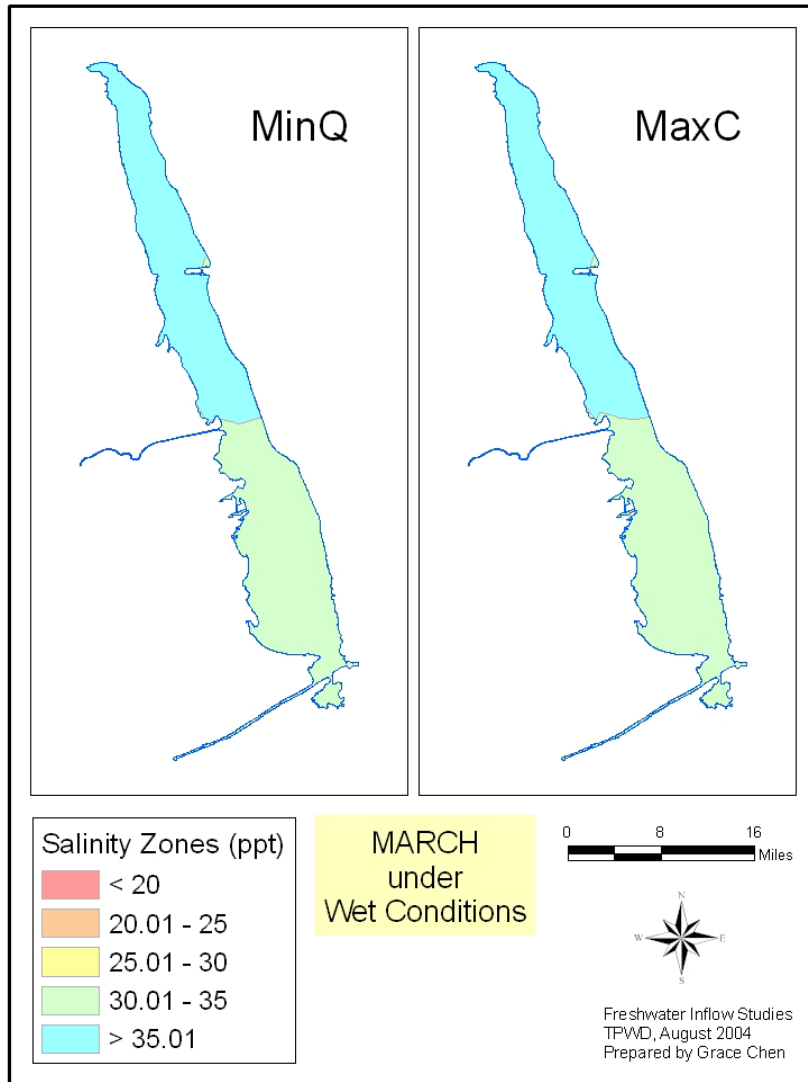 MinQ
MaxC
Salinity Zones (ppt)
< 20
20.01 - 25
25.01 - 30
30.01 - 35
> 35.01
MARCH
under
Wet Conditions
0 8 16
Miles
N
W E
S
Freshwater Inflow Studies
TPWD, August 2004
Prepared by Grace Chen